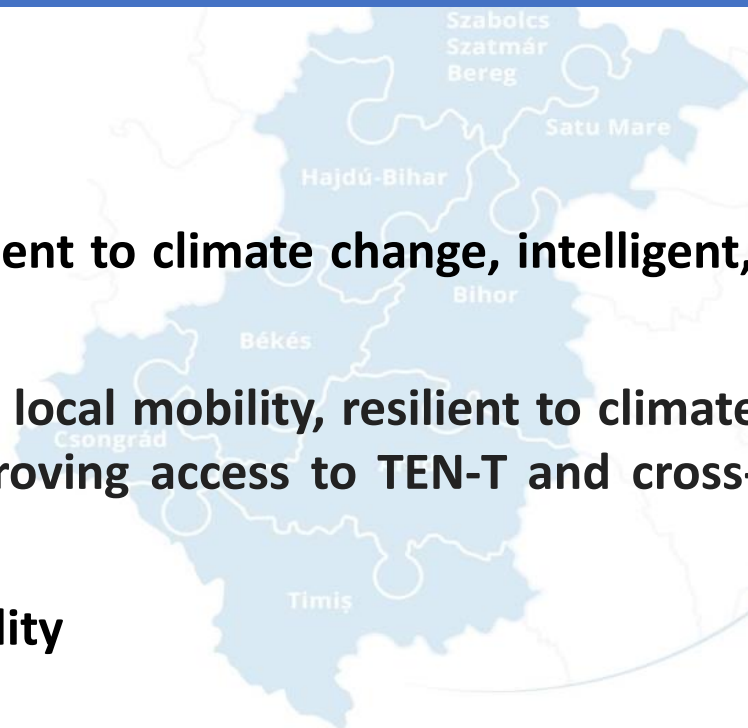 Szabolcs
Szatmár
Bereg
Satu Mare
Hajdú-Bihar
ent to climate change, intelligent,
Bihor
Békés
local mobility, resilient to climate
Csongrád
roving access to TEN-T and cross-
Timiș
lity